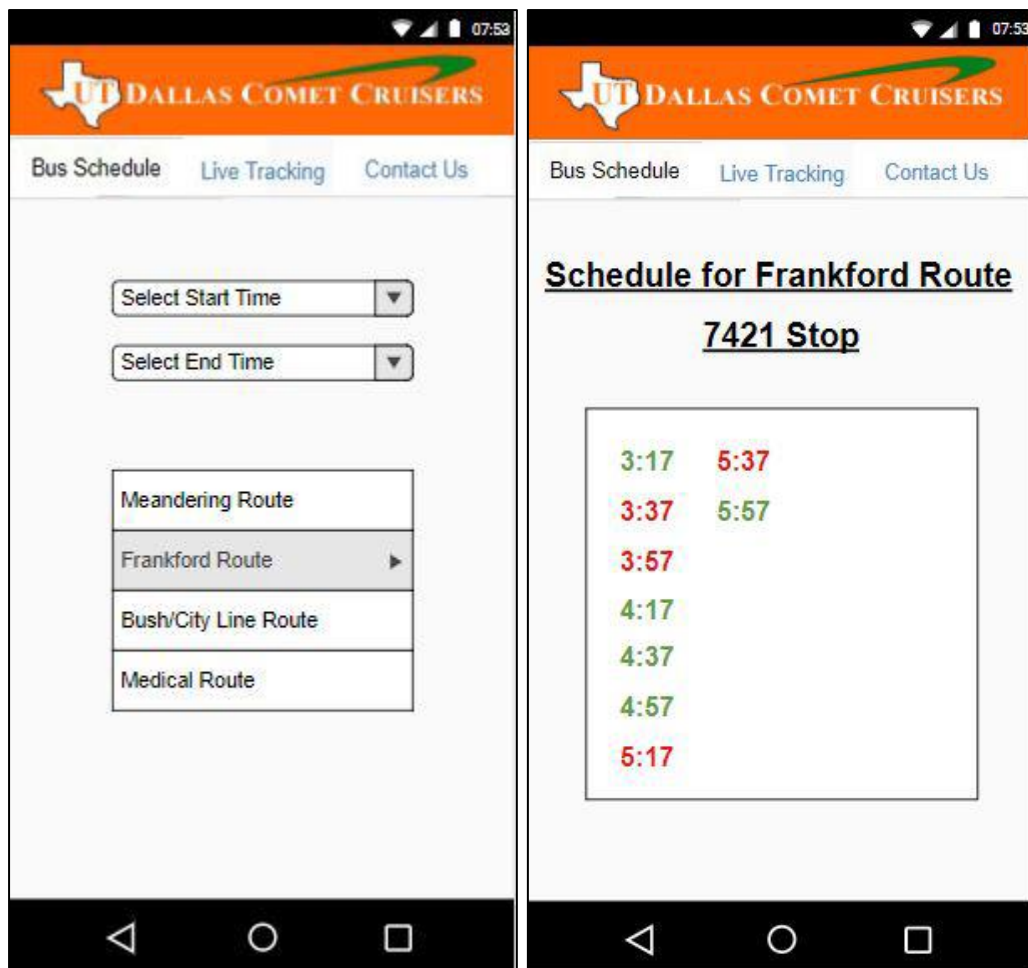 07:53
UT DALLAS COMET CRUISERS
Bus Schedule Live Tracking Contact Us
Select Start Time
Select End Time
Meandering Route
Frankford Route
Bush/City Line Route
Medical Route
07:53
UT DALLAS COMET CRUISERS
Bus Schedule Live Tracking Contact Us
Schedule for Frankford Route
7421 Stop
3:17 5:37
3:37 5:57
3:57
4:17
4:37
4:57
5:17